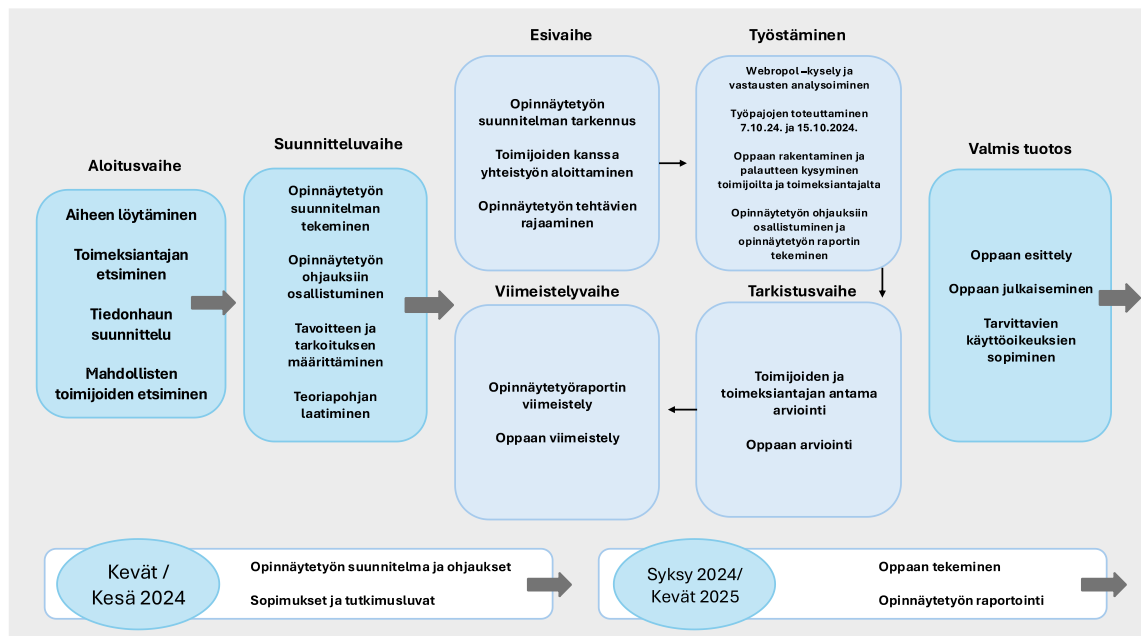 Aloitusvaihe
Aiheen löytäminen
Toimeksiantajan
etsiminen
Tiedonhaun
suunnittelu
Mahdollisten
toimijoiden etsiminen
Suunnitteluvaihe
Opinnäytetyön
suunnitelman
tekeminen
Opinnäytetyön
ohjauksiin
osallistuminen
Tavoitteen ja
tarkoituksen
määrittäminen
Teoriapohjan
laatiminen
Esivaihe
Opinnäytetyön
suunnitelman tarkennus
Toimijoiden kanssa
yhteistyön aloittaminen
Opinnäytetyön tehtävien
rajaaminen
Työstäminen
Webropol –kysely ja
vastausten analysoiminen
Työpajojen toteuttaminen
7.10.24. ja 15.10.2024.
Oppaan rakentaminen ja
palautteen kysyminen
toimijoilta ja toimeksiantajalta
Opinnäytetyön ohjauksiin
osallistuminen ja
opinnäytetyön raportin
tekeminen
Tarkistusvaihe
Toimijoiden ja
toimeksiantajan antama
arviointi
Oppaan arviointi
Viimeistelyvaihe
Opinnäytetyöraportin
viimeistely
Oppaan viimeistely
Valmis tuotos
Oppaan esittely
Oppaan julkaiseminen
Tarvittavien
käyttöoikeuksien
sopiminen
Kevät /
Kesä 2024
Opinnäytetyön suunnitelma ja ohjaukset
Sopimukset ja tutkimusluvat
Syksy 2024/
Kevät 2025
Oppaan tekeminen
Opinnäytetyön raportointi